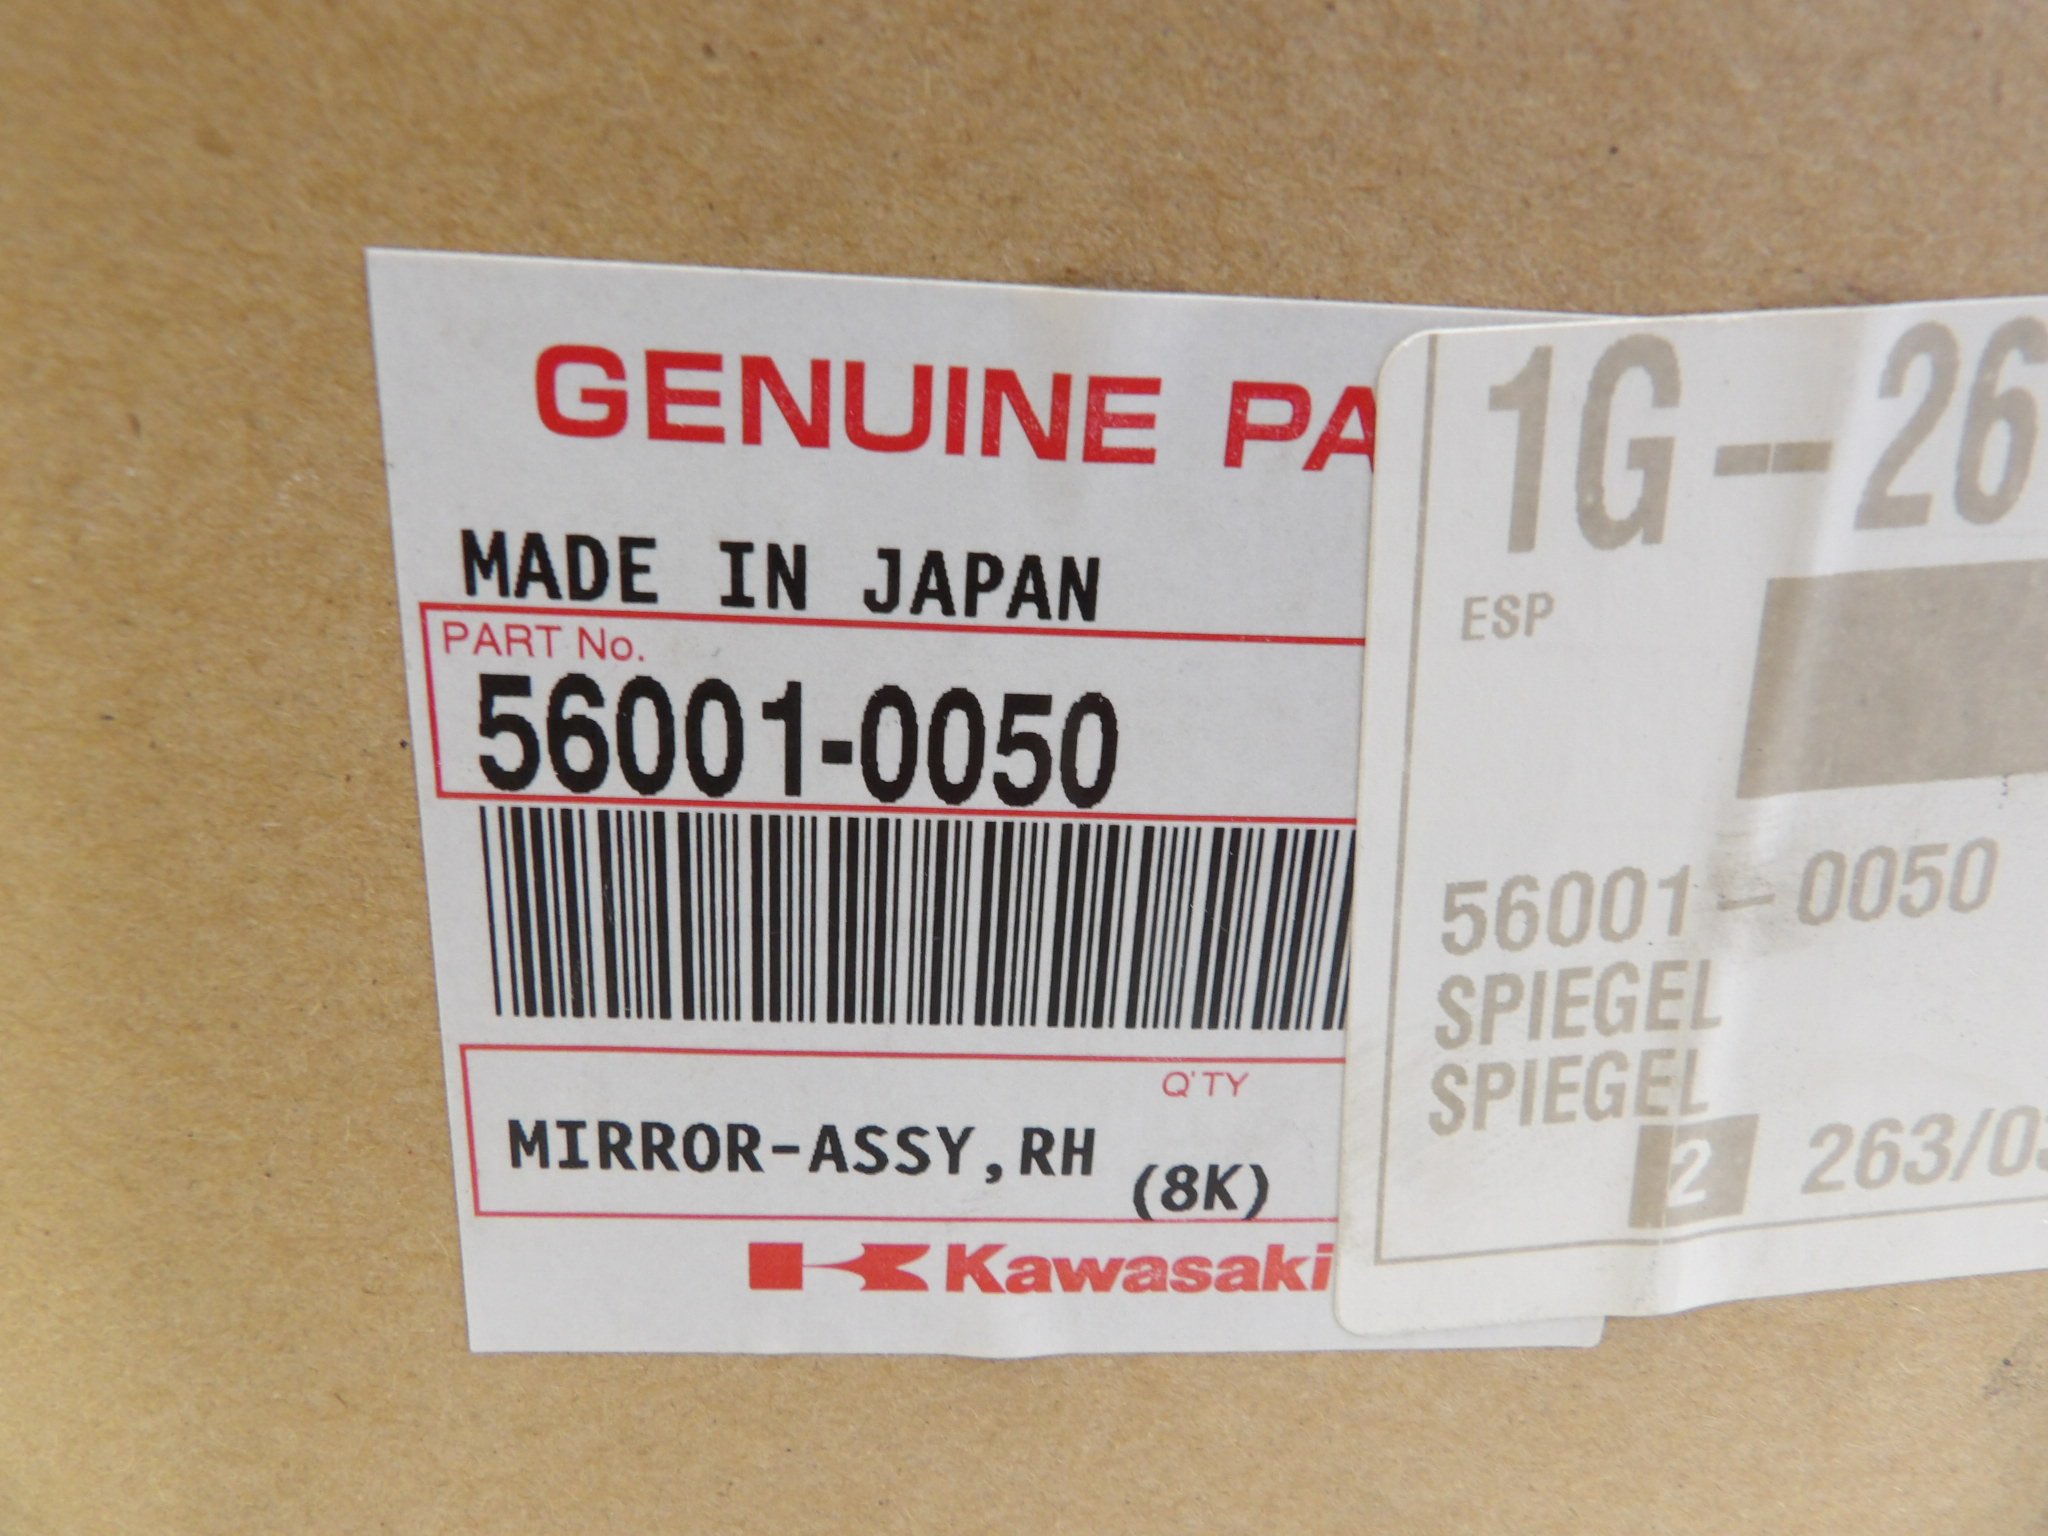 GENUINE PA
MADE IN JAPAN
PART No.
56001-0050
Q'TY
MIRROR-ASSY,RH (8K)
Kawasaki
1G--26
ESP
56001-0050
SPIEGEL
SPIEGEL
2 263/03